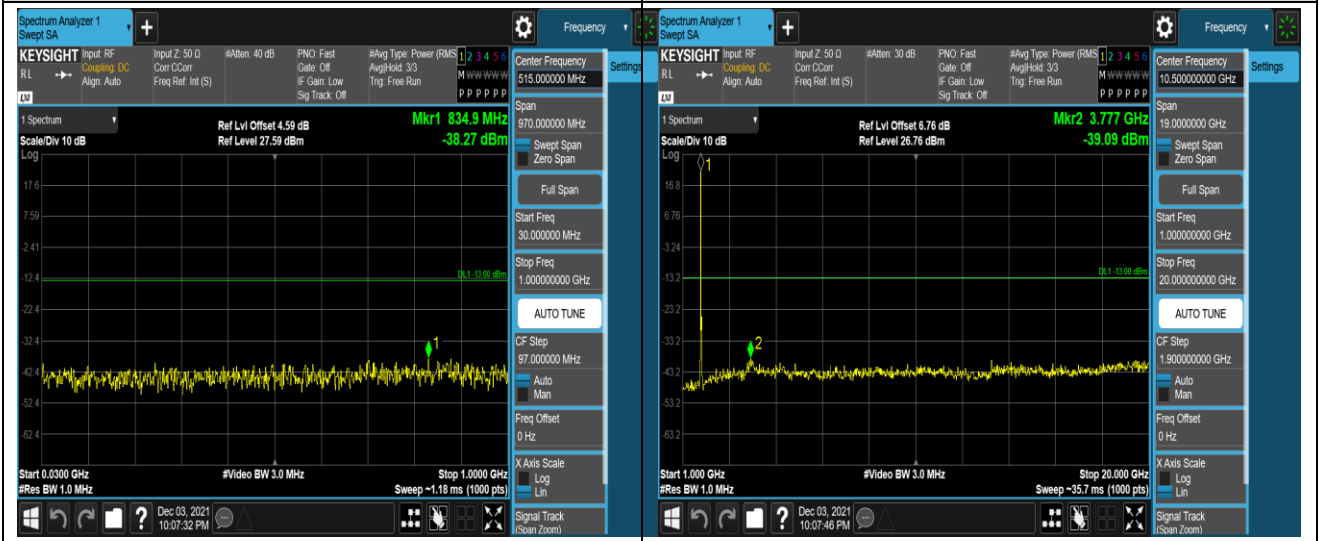 Spectrum Analyzer 1
Swept SA
+
Frequency
KEYSIGHT
RL
LXI
Input: RF
Coupling: DC
Align: Auto
Input Z: 50 Ω
Corr CCorr
Freq Ref: Int (S)
#Atten: 40 dB
PNO: Fast
Gate: Off
IF Gain: Low
Sig Track: Off
#Avg Type: Power (RMS
Avg|Hold: 3/3
Trig: Free Run
1 2 3 4 5 6
M W W W W W
P P P P P P
Center Frequency
515.000000 MHz
Settings
Span
970.000000 MHz
Swept Span
Zero Span
Full Span
Start Freq
30.000000 MHz
Stop Freq
1.000000000 GHz
AUTO TUNE
CF Step
97.000000 MHz
Auto
Man
Freq Offset
0 Hz
X Axis Scale
Log
Lin
Signal Track
(Span Zoom)
1 Spectrum
Scale/Div 10 dB
Log
Ref Lvl Offset 4.59 dB
Ref Level 27.59 dBm
Mkr1 834.9 MHz
-38.27 dBm
17.6
7.59
-2.41
-12.4
DL1 -13.00 dBm
-22.4
-32.4
1
-42.4
-52.4
-62.4
Start 0.0300 GHz
#Video BW 3.0 MHz
Stop 1.0000 GHz
#Res BW 1.0 MHz
Sweep ~1.18 ms (1000 pts)
?
Dec 03, 2021
10:07:32 PM
Spectrum Analyzer 1
Swept SA
+
Frequency
KEYSIGHT
RL
LXI
Input: RF
Coupling: DC
Align: Auto
Input Z: 50 Ω
Corr CCorr
Freq Ref: Int (S)
#Atten: 30 dB
PNO: Fast
Gate: Off
IF Gain: Low
Sig Track: Off
#Avg Type: Power (RMS
Avg|Hold: 3/3
Trig: Free Run
1 2 3 4 5 6
M W W W W W
P P P P P P
Center Frequency
10.500000000 GHz
Settings
Span
19.0000000 GHz
Swept Span
Zero Span
Full Span
Start Freq
1.000000000 GHz
Stop Freq
20.000000000 GHz
AUTO TUNE
CF Step
1.900000000 GHz
Auto
Man
Freq Offset
0 Hz
X Axis Scale
Log
Lin
Signal Track
(Span Zoom)
1 Spectrum
Scale/Div 10 dB
Log
Ref Lvl Offset 6.76 dB
Ref Level 26.76 dBm
Mkr2 3.777 GHz
-39.09 dBm
1
16.8
6.76
-3.24
-13.2
DL1 -13.00 dBm
-23.2
-33.2
2
-43.2
-53.2
-63.2
Start 1.000 GHz
#Video BW 3.0 MHz
Stop 20.000 GHz
#Res BW 1.0 MHz
Sweep ~35.7 ms (1000 pts)
?
Dec 03, 2021
10:07:46 PM